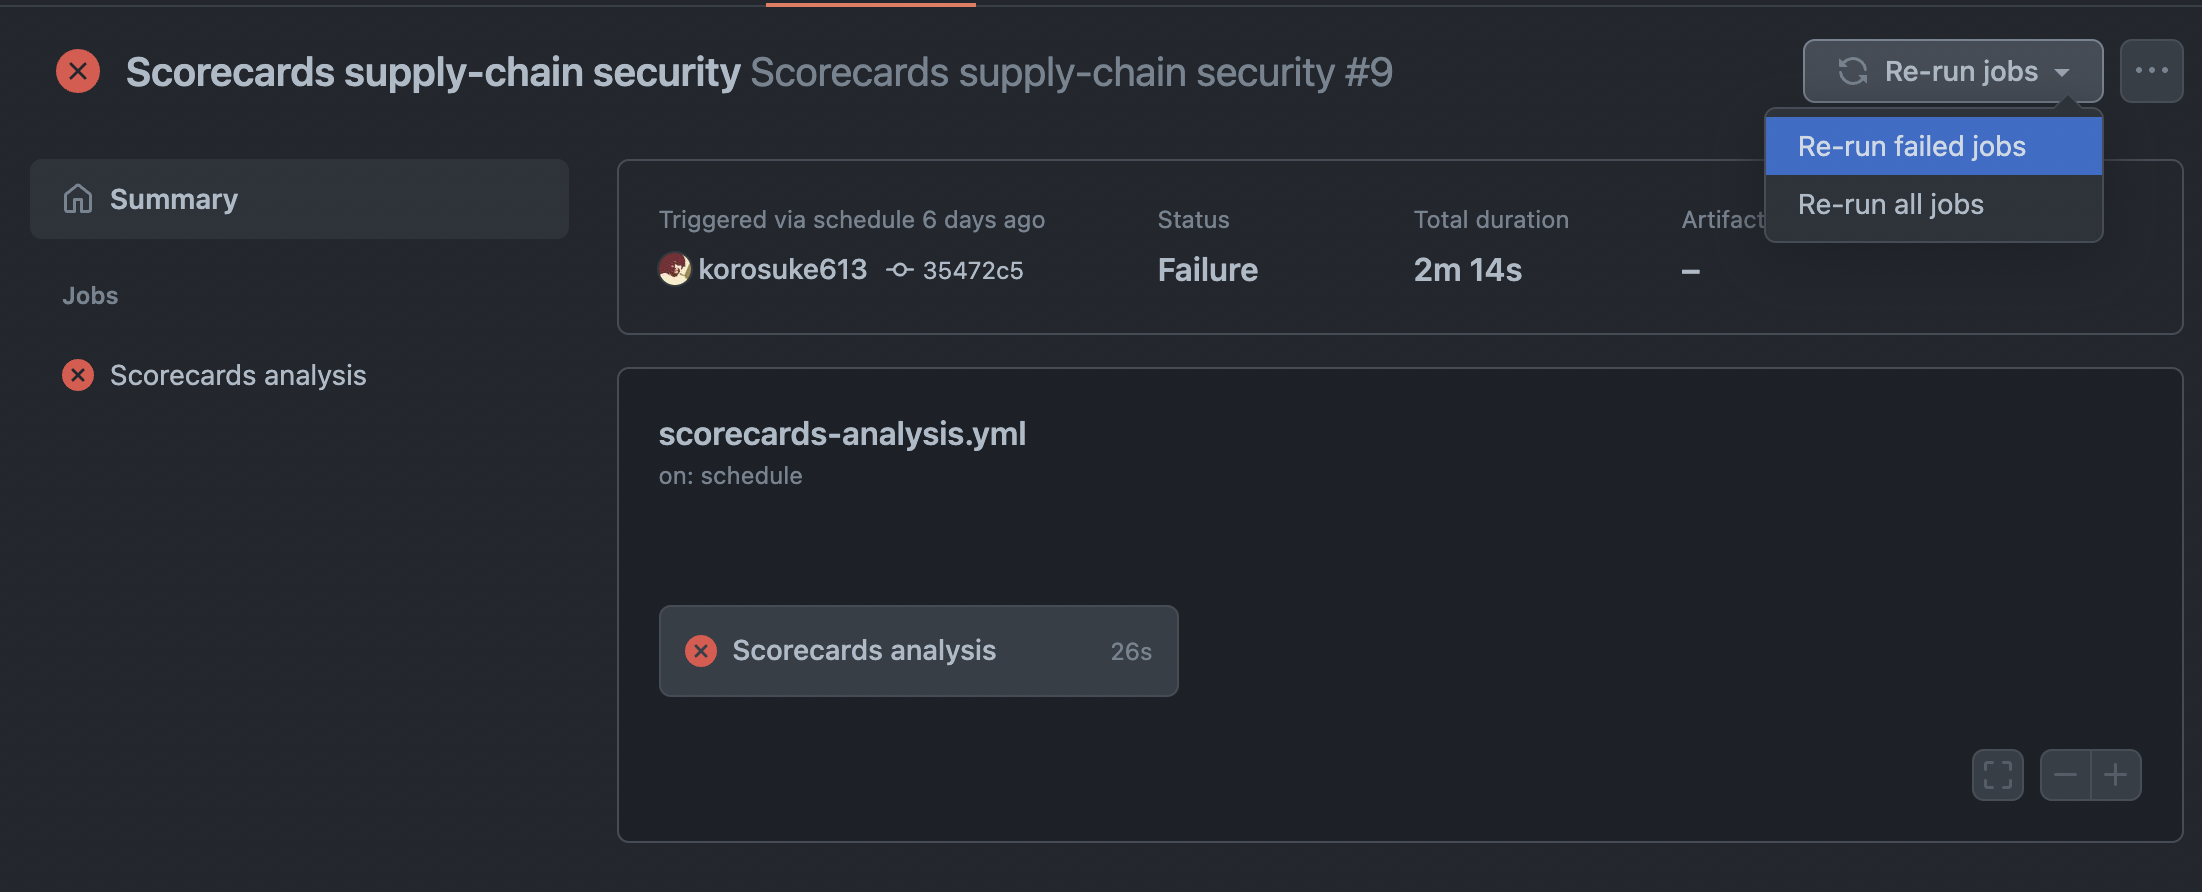 Scorecards supply-chain security Scorecards supply-chain security #9
Re-run jobs
Re-run failed jobs
Re-run all jobs
Summary
Jobs
Scorecards analysis
Triggered via schedule 6 days ago
korosuke613 35472c5
Status
Failure
Total duration
2m 14s
Artifact
–
scorecards-analysis.yml
on: schedule
Scorecards analysis 26s